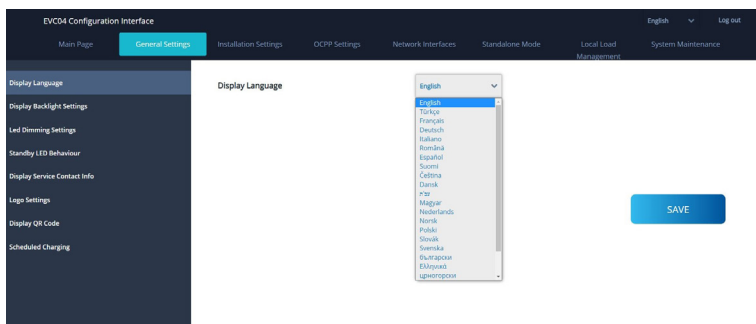 EVC04 Configuration Interface
English
Log out
Main Page
General Settings
Installation Settings
OCPP Settings
Network Interfaces
Standalone Mode
Local Load
Management
System Maintenance
Display Language
Display Backlight Settings
Led Dimming Settings
Standby LED Behaviour
Display Service Contact Info
Logo Settings
Display QR Code
Scheduled Charging
Display Language
English
English
Türkçe
Français
Deutsch
Italiano
Română
Español
Suomi
Čeština
Dansk
Magyar
Nederlands
Norsk
Polski
Slovák
Svenska
български
Ελληνικά
црногорски
SAVE